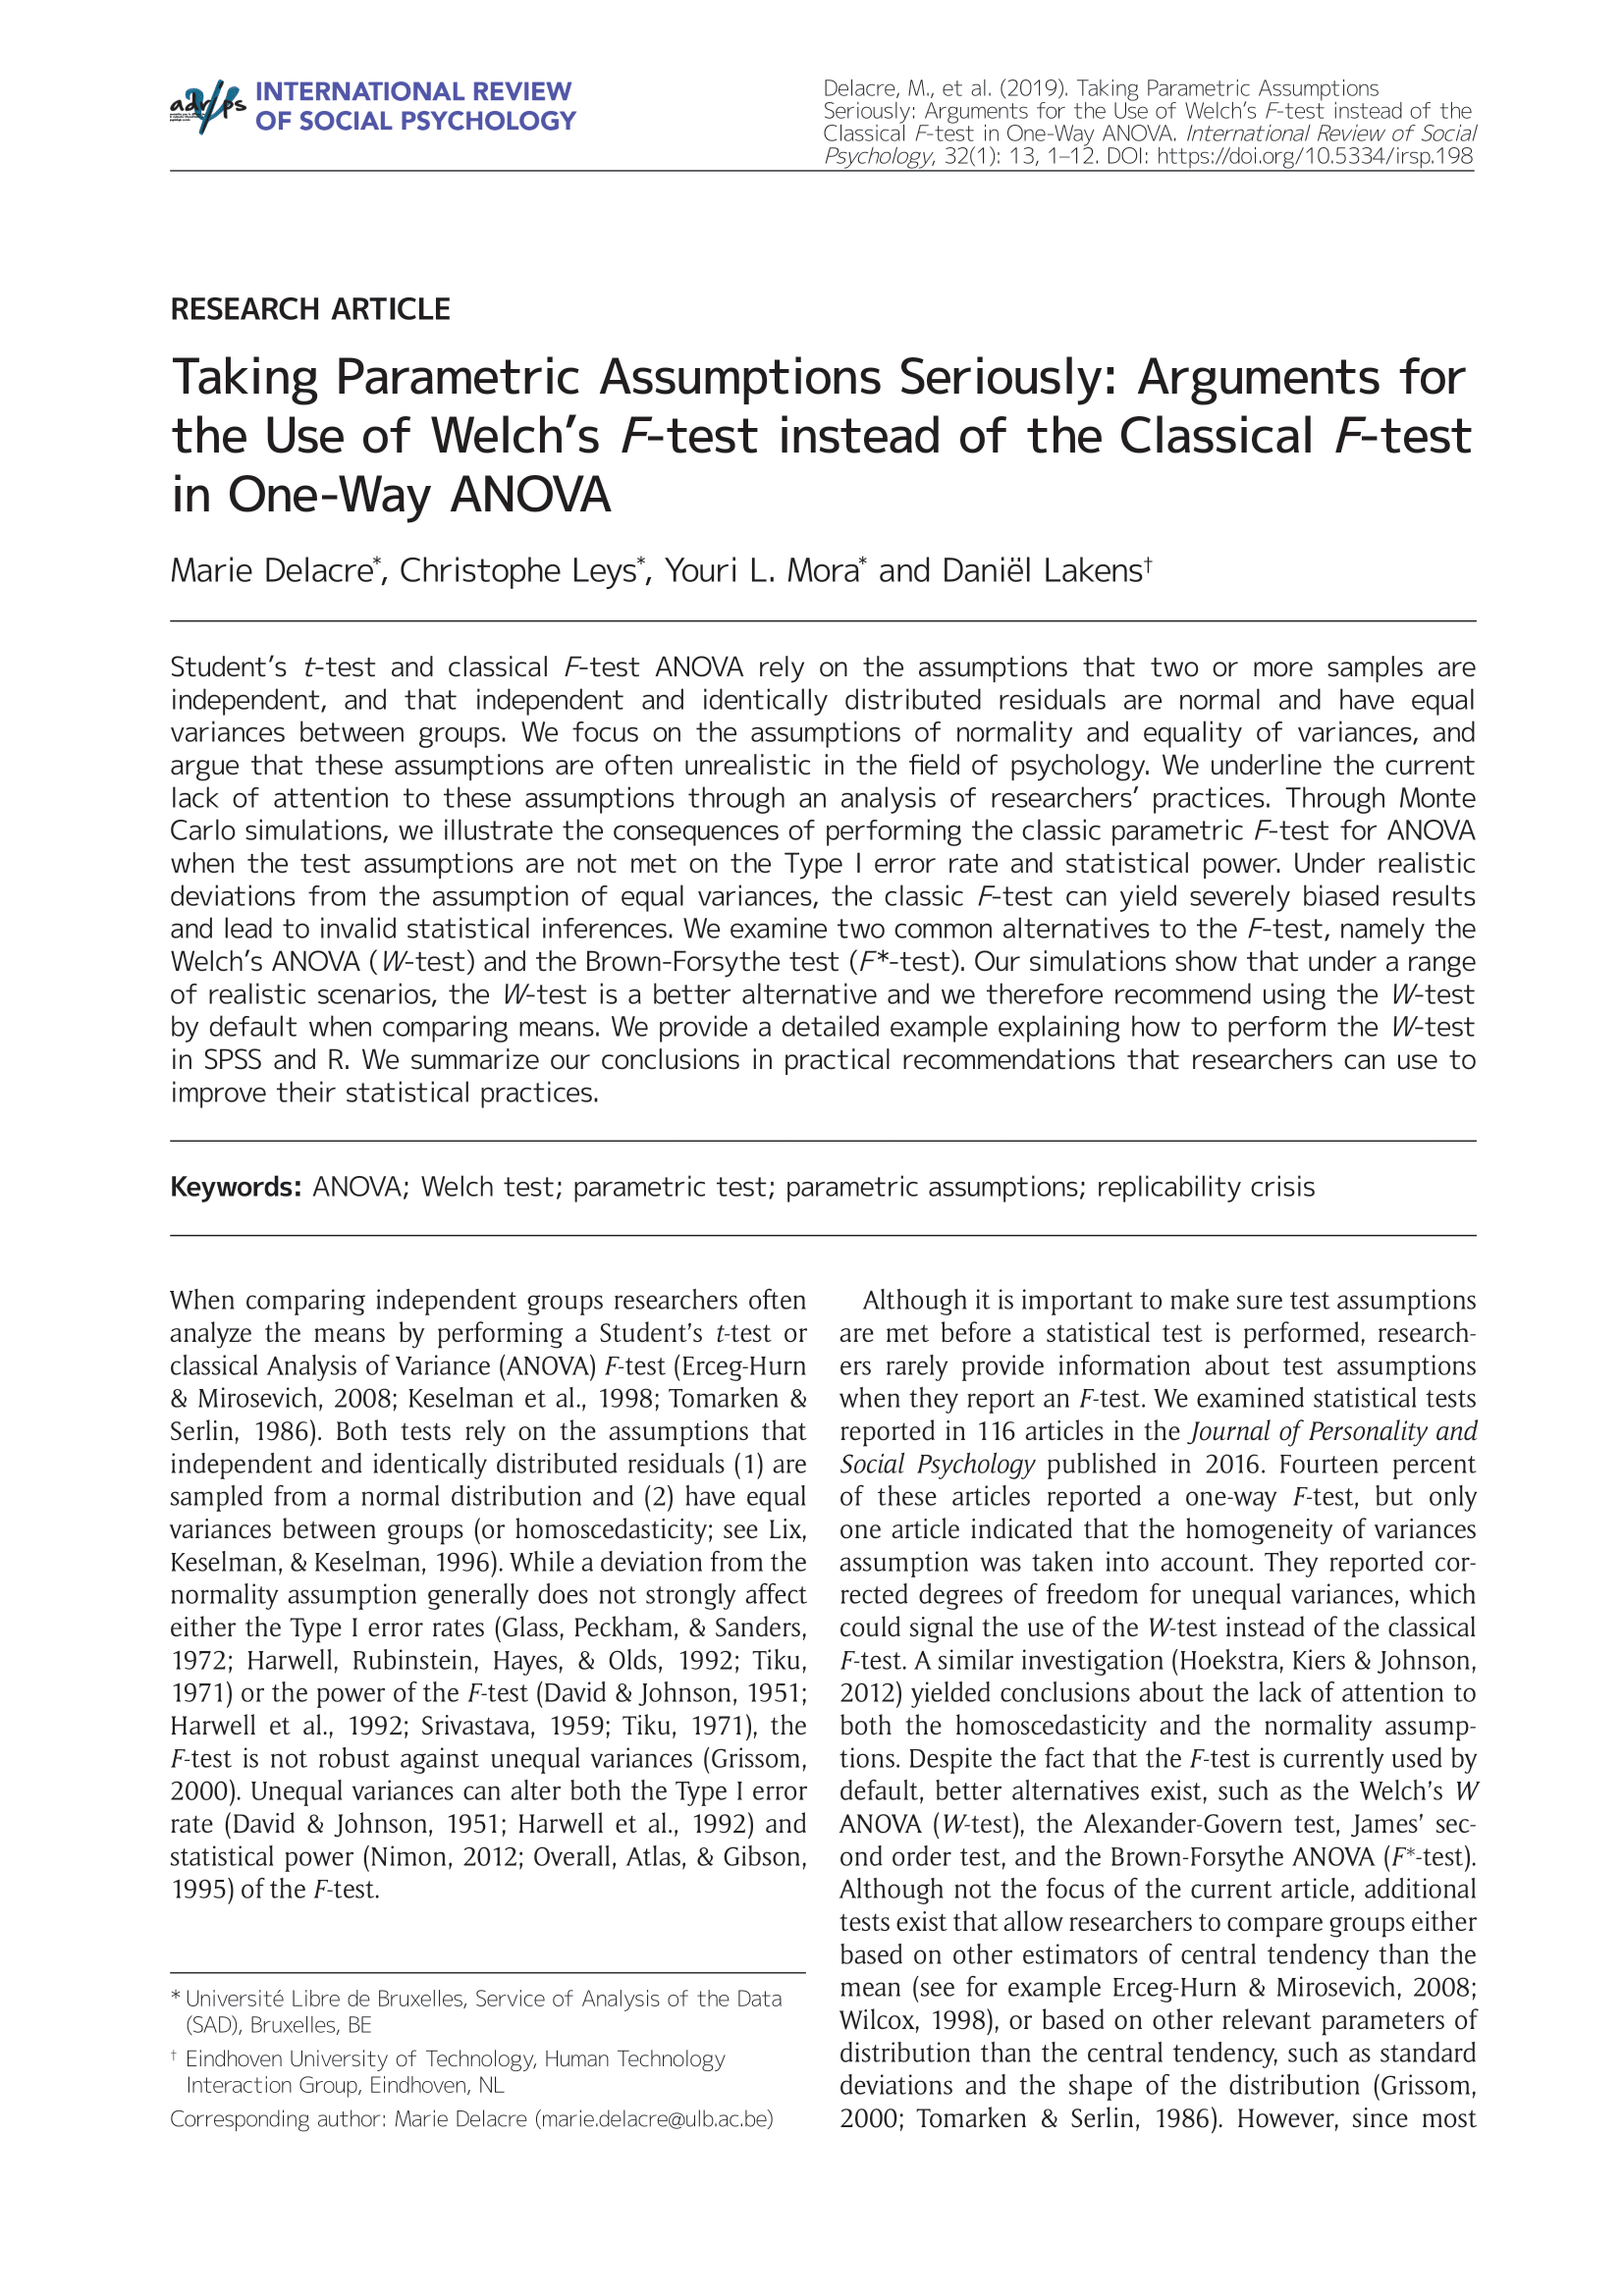 adrips
INTERNATIONAL REVIEW
OF SOCIAL PSYCHOLOGY
Delacre, M., et al. (2019). Taking Parametric Assumptions
Seriously: Arguments for the Use of Welch’s F-test instead of the
Classical F-test in One-Way ANOVA. International Review of Social
Psychology, 32(1): 13, 1–12. DOI: https://doi.org/10.5334/irsp.198
RESEARCH ARTICLE
Taking Parametric Assumptions Seriously: Arguments for
the Use of Welch’s F-test instead of the Classical F-test
in One-Way ANOVA
Marie Delacre*, Christophe Leys*, Youri L. Mora* and Daniël Lakens†
Student’s t-test and classical F-test ANOVA rely on the assumptions that two or more samples are
independent, and that independent and identically distributed residuals are normal and have equal
variances between groups. We focus on the assumptions of normality and equality of variances, and
argue that these assumptions are often unrealistic in the field of psychology. We underline the current
lack of attention to these assumptions through an analysis of researchers’ practices. Through Monte
Carlo simulations, we illustrate the consequences of performing the classic parametric F-test for ANOVA
when the test assumptions are not met on the Type I error rate and statistical power. Under realistic
deviations from the assumption of equal variances, the classic F-test can yield severely biased results
and lead to invalid statistical inferences. We examine two common alternatives to the F-test, namely the
Welch’s ANOVA (W-test) and the Brown-Forsythe test (F*-test). Our simulations show that under a range
of realistic scenarios, the W-test is a better alternative and we therefore recommend using the W-test
by default when comparing means. We provide a detailed example explaining how to perform the W-test
in SPSS and R. We summarize our conclusions in practical recommendations that researchers can use to
improve their statistical practices.
Keywords: ANOVA; Welch test; parametric test; parametric assumptions; replicability crisis
When comparing independent groups researchers often
analyze the means by performing a Student’s t-test or
classical Analysis of Variance (ANOVA) F-test (Erceg-Hurn
& Mirosevich, 2008; Keselman et al., 1998; Tomarken &
Serlin, 1986). Both tests rely on the assumptions that
independent and identically distributed residuals (1) are
sampled from a normal distribution and (2) have equal
variances between groups (or homoscedasticity; see Lix,
Keselman, & Keselman, 1996). While a deviation from the
normality assumption generally does not strongly affect
either the Type I error rates (Glass, Peckham, & Sanders,
1972; Harwell, Rubinstein, Hayes, & Olds, 1992; Tiku,
1971) or the power of the F-test (David & Johnson, 1951;
Harwell et al., 1992; Srivastava, 1959; Tiku, 1971), the
F-test is not robust against unequal variances (Grissom,
2000). Unequal variances can alter both the Type I error
rate (David & Johnson, 1951; Harwell et al., 1992) and
statistical power (Nimon, 2012; Overall, Atlas, & Gibson,
1995) of the F-test.
* Université Libre de Bruxelles, Service of Analysis of the Data
(SAD), Bruxelles, BE
† Eindhoven University of Technology, Human Technology
Interaction Group, Eindhoven, NL
Corresponding author: Marie Delacre (marie.delacre@ulb.ac.be)
Although it is important to make sure test assumptions
are met before a statistical test is performed, research-
ers rarely provide information about test assumptions
when they report an F-test. We examined statistical tests
reported in 116 articles in the Journal of Personality and
Social Psychology published in 2016. Fourteen percent
of these articles reported a one-way F-test, but only
one article indicated that the homogeneity of variances
assumption was taken into account. They reported cor-
rected degrees of freedom for unequal variances, which
could signal the use of the W-test instead of the classical
F-test. A similar investigation (Hoekstra, Kiers & Johnson,
2012) yielded conclusions about the lack of attention to
both the homoscedasticity and the normality assump-
tions. Despite the fact that the F-test is currently used by
default, better alternatives exist, such as the Welch’s W
ANOVA (W-test), the Alexander-Govern test, James’ sec-
ond order test, and the Brown-Forsythe ANOVA (F*-test).
Although not the focus of the current article, additional
tests exist that allow researchers to compare groups either
based on other estimators of central tendency than the
mean (see for example Erceg-Hurn & Mirosevich, 2008;
Wilcox, 1998), or based on other relevant parameters of
distribution than the central tendency, such as standard
deviations and the shape of the distribution (Grissom,
2000; Tomarken & Serlin, 1986). However, since most